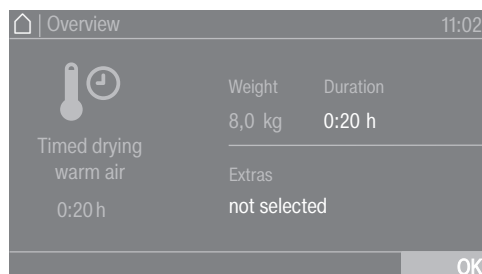 | Overview 11:02
Weight Duration
8,0 kg 0:20 h
Timed drying
warm air
0:20 h
Extras
not selected
OK